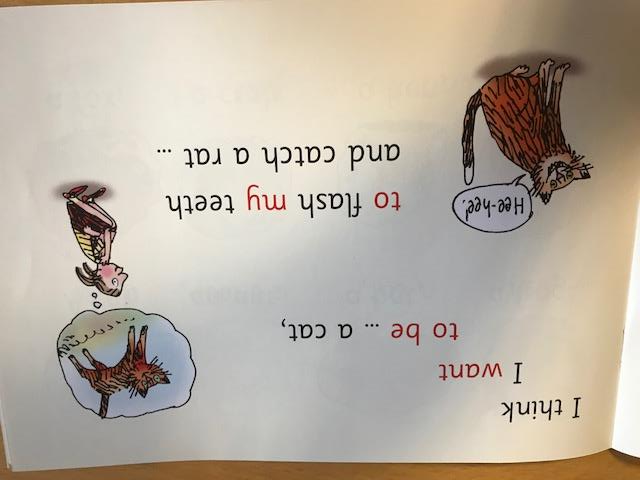 I think
I want
to be ... a cat,
to flash my teeth
and catch a rat ...
Hee-hee!